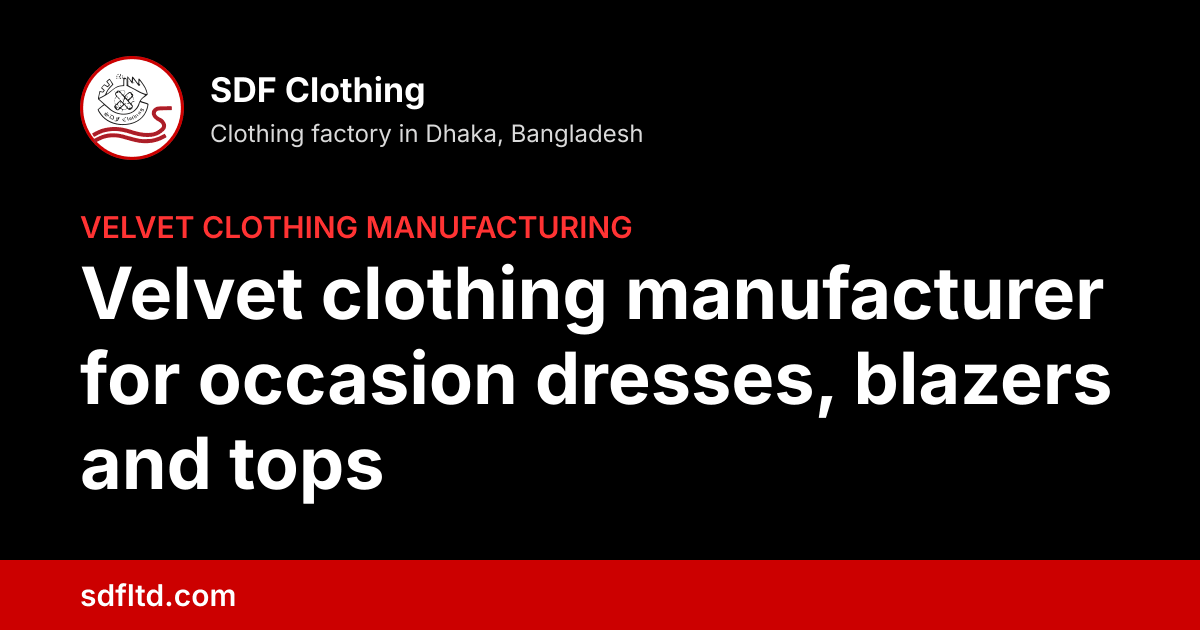 SDF Clothing
Clothing factory in Dhaka, Bangladesh
VELVET CLOTHING MANUFACTURING
Velvet clothing manufacturer
for occasion dresses, blazers
and tops
sdfltd.com